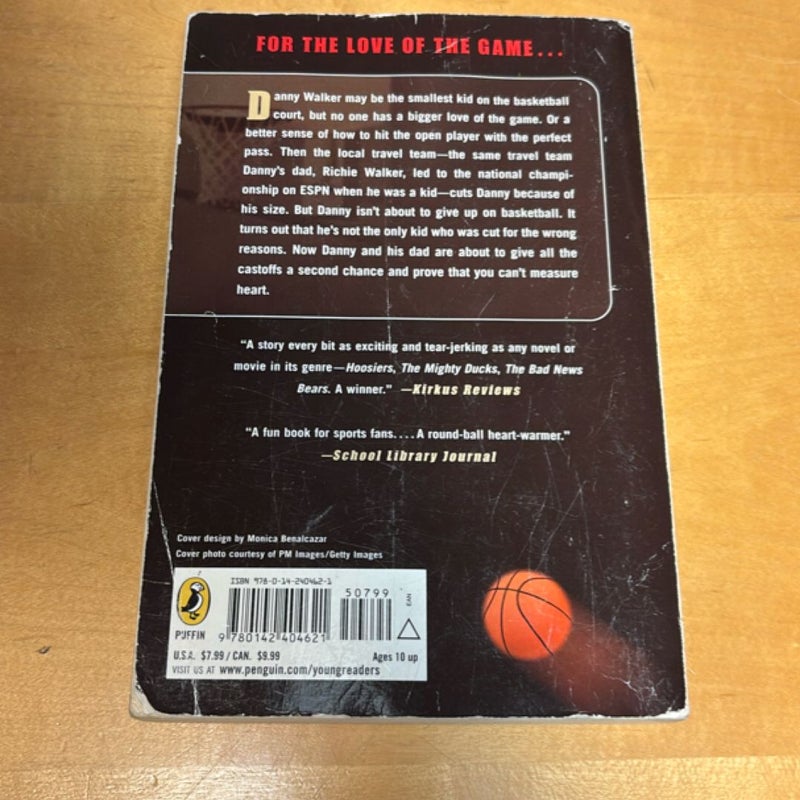 FOR THE LOVE OF THE GAME...
Danny Walker may be the smallest kid on the basketball
court, but no one has a bigger love of the game. Or a
better sense of how to hit the open player with the perfect
pass. Then the local travel team—the same travel team
Danny's dad, Richie Walker, led to the national champi-
onship on ESPN when he was a kid—cuts Danny because of
his size. But Danny isn't about to give up on basketball. It
turns out that he's not the only kid who was cut for the wrong
reasons. Now Danny and his dad are about to give all the
castoffs a second chance and prove that you can't measure
heart.
“A story every bit as exciting and tear-jerking as any novel or
movie in its genre—Hoosiers, The Mighty Ducks, The Bad News
Bears. A winner.” —Kirkus Reviews
“A fun book for sports fans....A round-ball heart-warmer.”
—School Library Journal
Cover design by Monica Benalcazar
Cover photo courtesy of PM Images/Getty Images
ISBN 978-0-14-240462-1
50799
EAN
9 780142 404621
PUFFIN
U.S.A. $7.99 / CAN. $9.99
Ages 10 up
VISIT US AT www.penguin.com/youngreaders